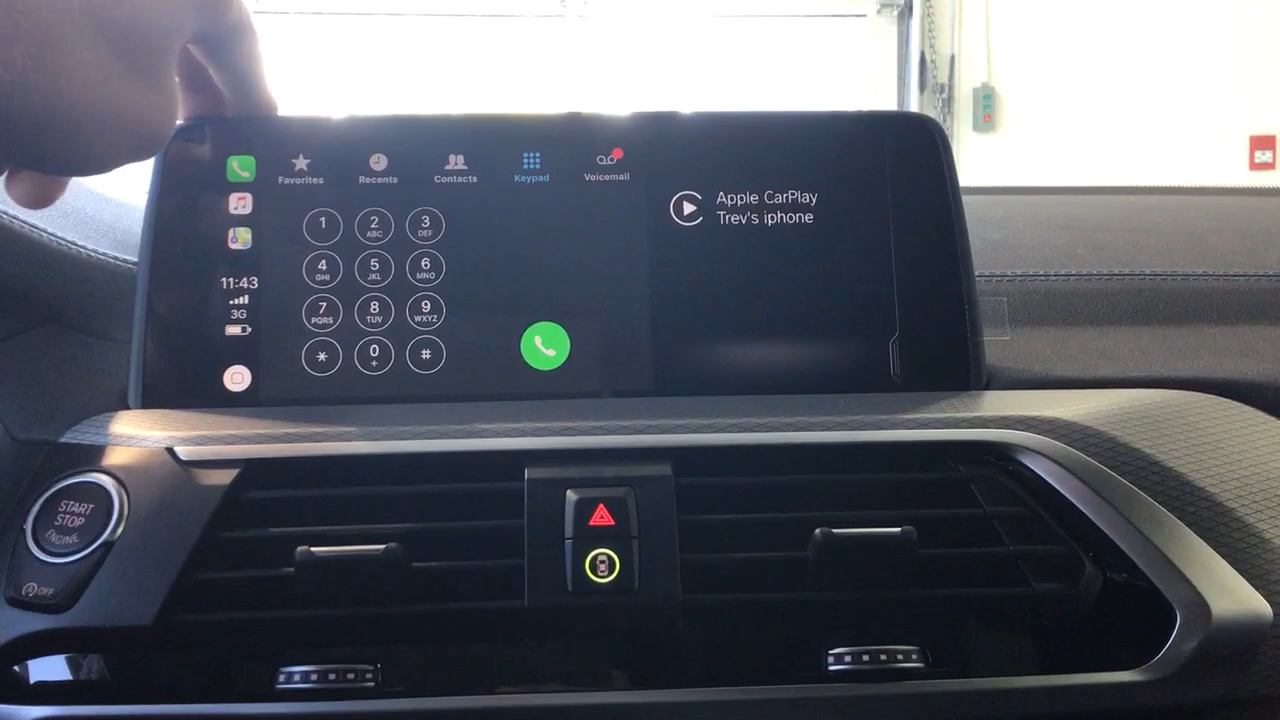 Favorites
Recents
Contacts
Keypad
Voicemail
Apple CarPlay
Trev's iphone
1
2
ABC
3
DEF
4
GHI
5
JKL
6
MNO
7
PQRS
8
TUV
9
WXYZ
*
0
+
#
11:43
3G
START
STOP
ENGINE
A OFF